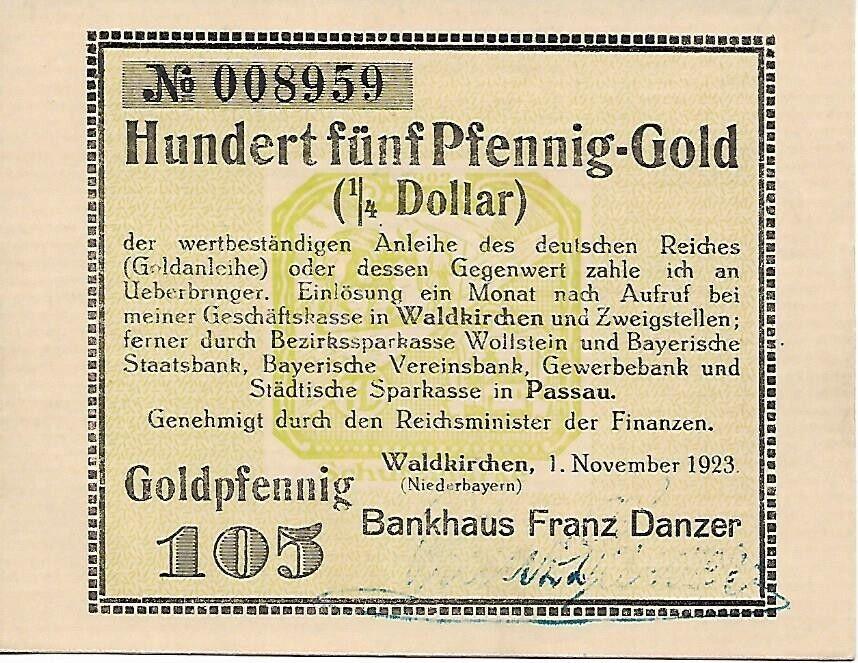 № 008959
Hundert fünf Pfennig-Gold
(1/4 Dollar)
der wertbeständigen Anleihe des deutschen Reiches
(Goldanleihe) oder dessen Gegenwert zahle ich an
Ueberbringer. Einlösung ein Monat nach Aufruf bei
meiner Geschäftskasse in Waldkirchen und Zweigstellen;
ferner durch Bezirkssparkasse Wollstein und Bayerische
Staatsbank, Bayerische Vereinsbank, Gewerbebank und
Städtische Sparkasse in Passau.
Genehmigt durch den Reichsminister der Finanzen.
Waldkirchen, 1. November 1923.
(Niederbayern)
Goldpfennig
105
Bankhaus Franz Danzer